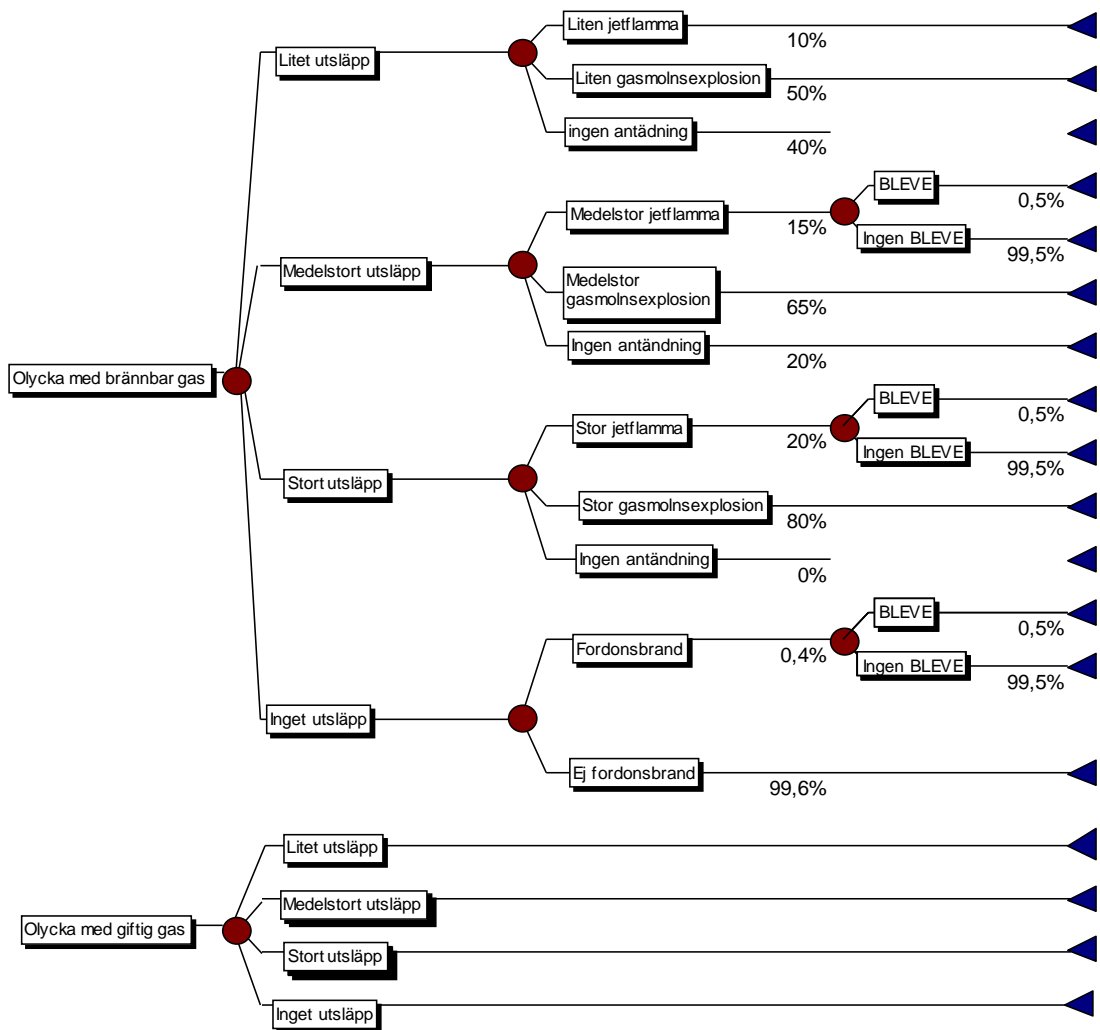 Liten jetflamma
10%
Litet utsläpp
Liten gasmolnsexplosion
50%
ingen antädning
40%
BLEVE
0,5%
Medelstor jetflamma
15%
Ingen BLEVE
99,5%
Medelstort utsläpp
Medelstor
gasmolnsexplosion
65%
Ingen antändning
20%
Olycka med brännbar gas
BLEVE
0,5%
Stor jetflamma
20%
Ingen BLEVE
99,5%
Stort utsläpp
Stor gasmolnsexplosion
80%
Ingen antändning
0%
BLEVE
0,5%
Fordonsbrand
0,4%
Ingen BLEVE
99,5%
Inget utsläpp
Ej fordonsbrand
99,6%
Litet utsläpp
Medelstort utsläpp
Olycka med giftig gas
Stort utsläpp
Inget utsläpp